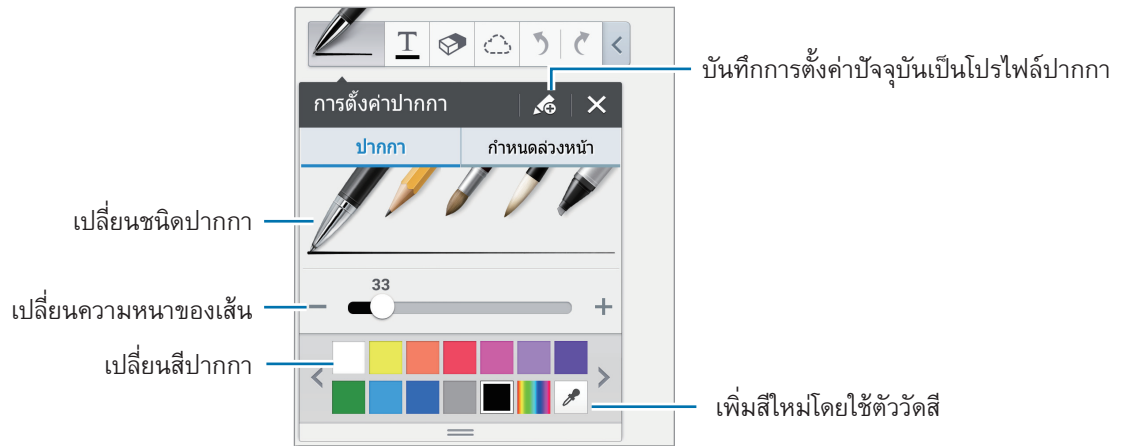 T
บันทึกการตั้งค่าปัจจุบันเป็นโปรไฟล์ปากกา
การตั้งค่าปากกา
ปากกา
กำหนดล่วงหน้า
เปลี่ยนชนิดปากกา
33
เปลี่ยนความหนาของเส้น
เปลี่ยนสีปากกา
เพิ่มสีใหม่โดยใช้ตัววัดสี